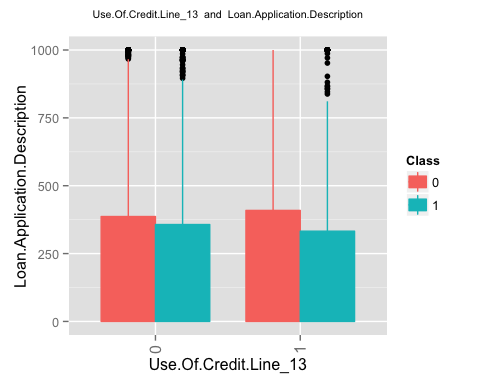 Use.Of.Credit.Line_13 and Loan.Application.Description
1000
750
500
250
0
Loan.Application.Description
0
1
Use.Of.Credit.Line_13
Class
0
1